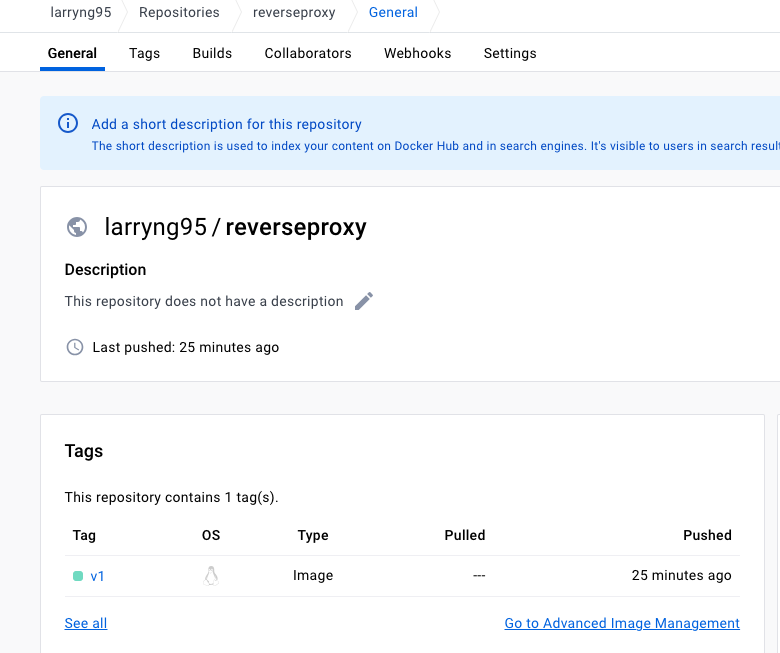 larryng95 Repositories reverseproxy General
General Tags Builds Collaborators Webhooks Settings
Add a short description for this repository
The short description is used to index your content on Docker Hub and in search engines. It's visible to users in search
larryng95 / reverseproxy
Description
This repository does not have a description
Last pushed: 25 minutes ago
Tags
This repository contains 1 tag(s).
Tag OS Type Pulled Pushed
v1 Image --- 25 minutes ago
See all Go to Advanced Image Management